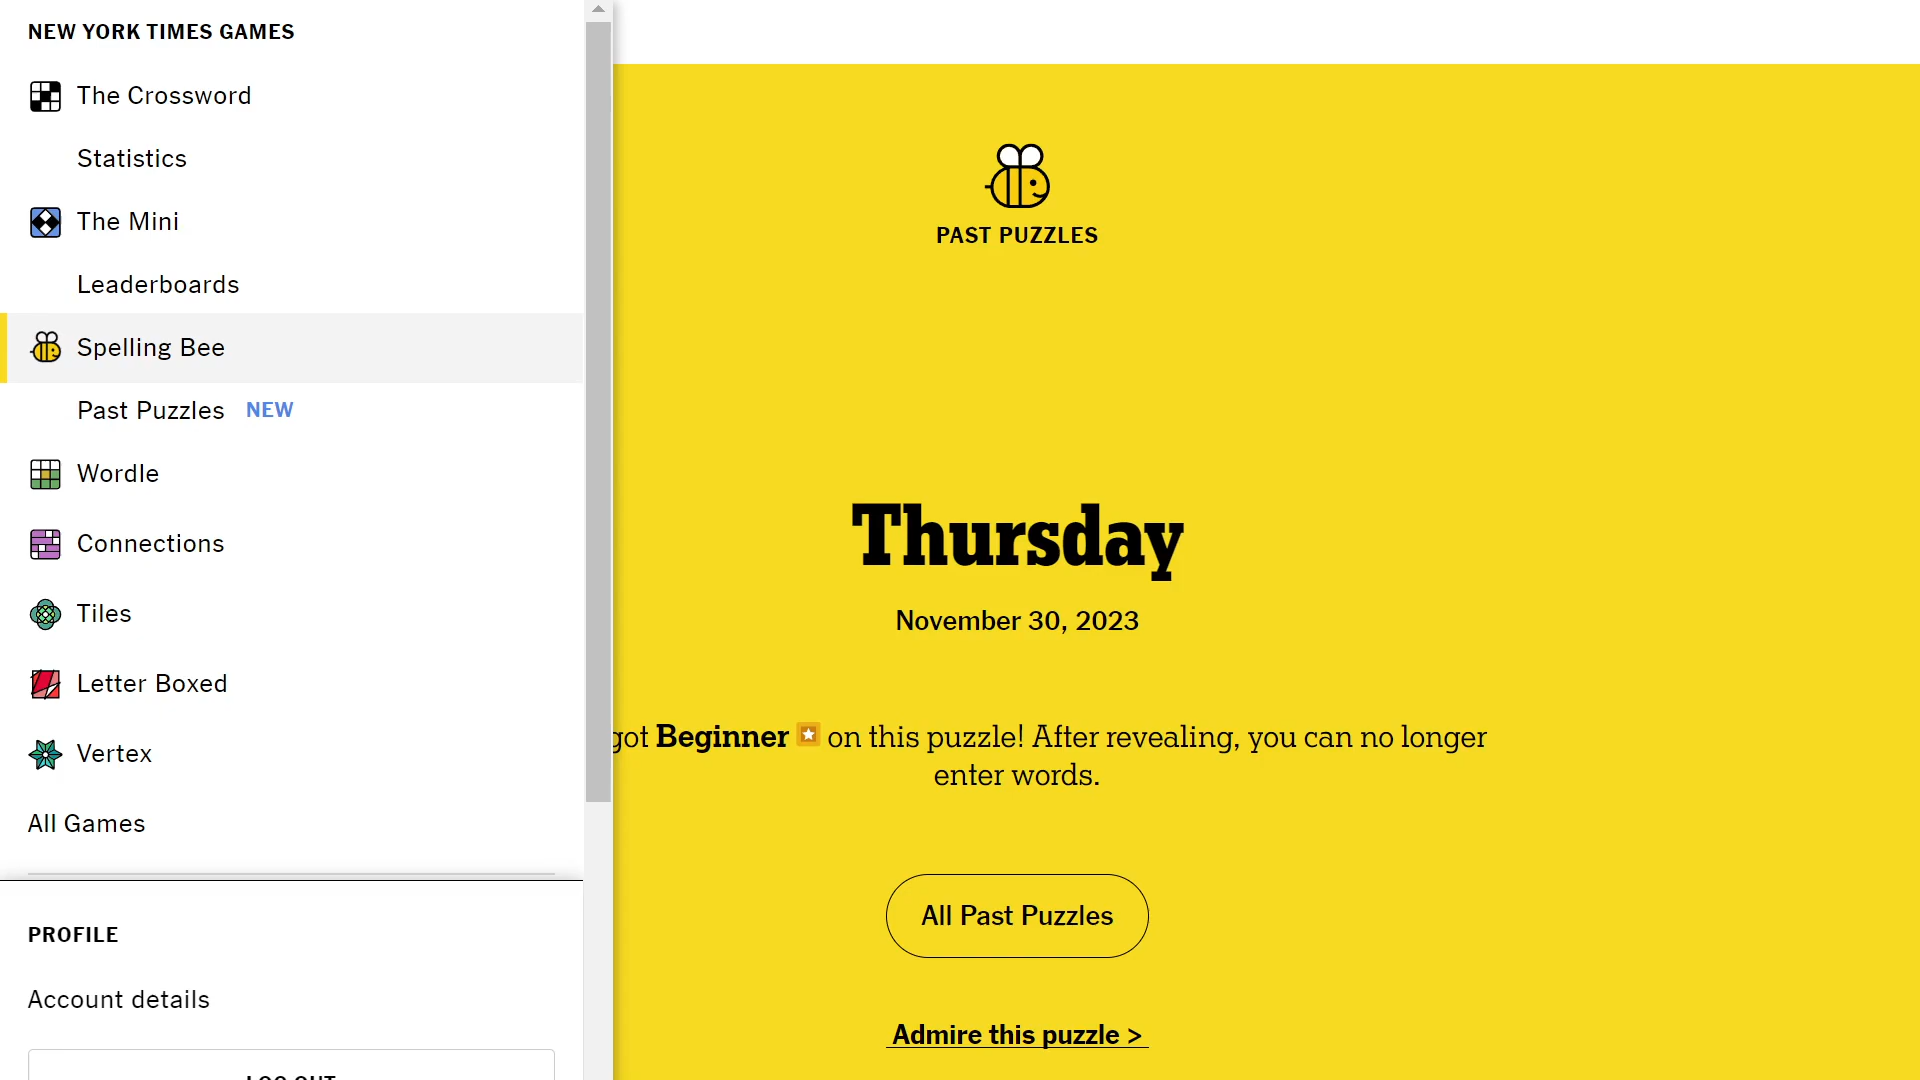 NEW YORK TIMES GAMES
The Crossword
Statistics
The Mini
Leaderboards
Spelling Bee
Past Puzzles NEW
Wordle
Connections
Tiles
Letter Boxed
Vertex
All Games
PROFILE
Account details
LOG OUT
PAST PUZZLES
Thursday
November 30, 2023
got Beginner on this puzzle! After revealing, you can no longer
enter words.
All Past Puzzles
Admire this puzzle >